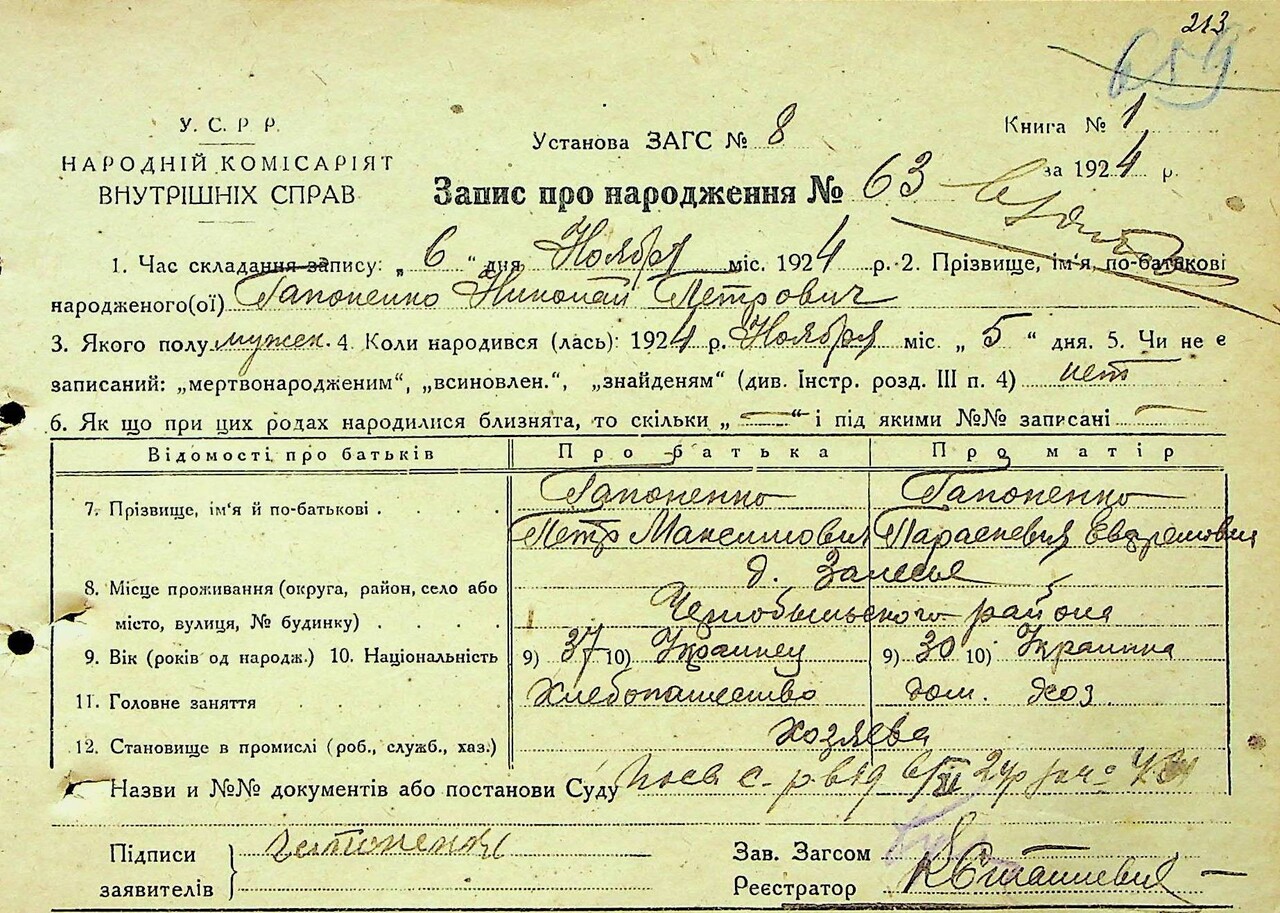 213
659
У. С. Р Р.
НАРОДНІЙ КОМІСАРІЯТ
ВНУТРІШНІХ СПРАВ
Установа ЗАГС № 8
Книга № 1
за 1924 р.
Запис про народження № 63
1. Час складання запису: „ 6 “ дня Ноября міс. 1924 р. 2. Прізвище, ім'я, по-батькові
народженого(ої) Гапоненко Николай Петрович
3. Якого полу мужск. 4. Коли народився (лась): 1924 р. Ноября міс. „ 5 “ дня. 5. Чи не є
записаний: „мертвонародженим“, „всиновлен.“, „знайденям“ (див. Інстр. розд. III п. 4) нет
6. Як що при цих родах народилися близнята, то скільки „ — “ і під якими №№ записані —
Відомості про батьків Про батька Про матір
7. Прізвище, ім'я й по-батькові . . . . Гапоненко Гапоненко
Петр Максимович Параскевия
д. Залесье
8. Місце проживання (округа, район, село або
місто, вулиця, № будинку) . . . . Чернобыльского района
9. Вік (років од народж.) 10. Національність 9) 37 10) Украинец 9) 30 10) Украинка
11. Головне заняття . . . . Хлебопашество дом. хоз
12. Становище в промислі (роб., служб., хаз.) хозяева
Назви и №№ документів або постанови Суду
Підписи
заявителів } Гапоненко
Зав. Загсом
Реєстратор